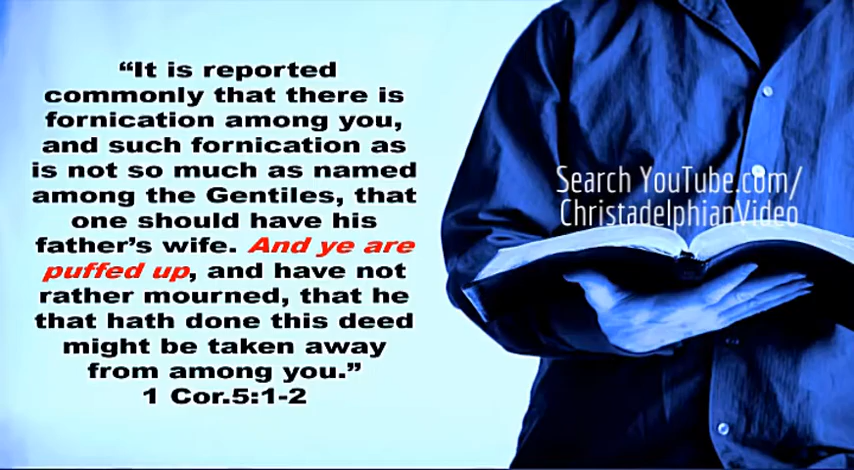 “It is reported
commonly that there is
fornication among you,
and such fornication as
is not so much as named
among the Gentiles, that
one should have his
father’s wife. And ye are
puffed up, and have not
rather mourned, that he
that hath done this deed
might be taken away
from among you.”
1 Cor.5:1-2
Search YouTube.com/
ChristadelphianVideo